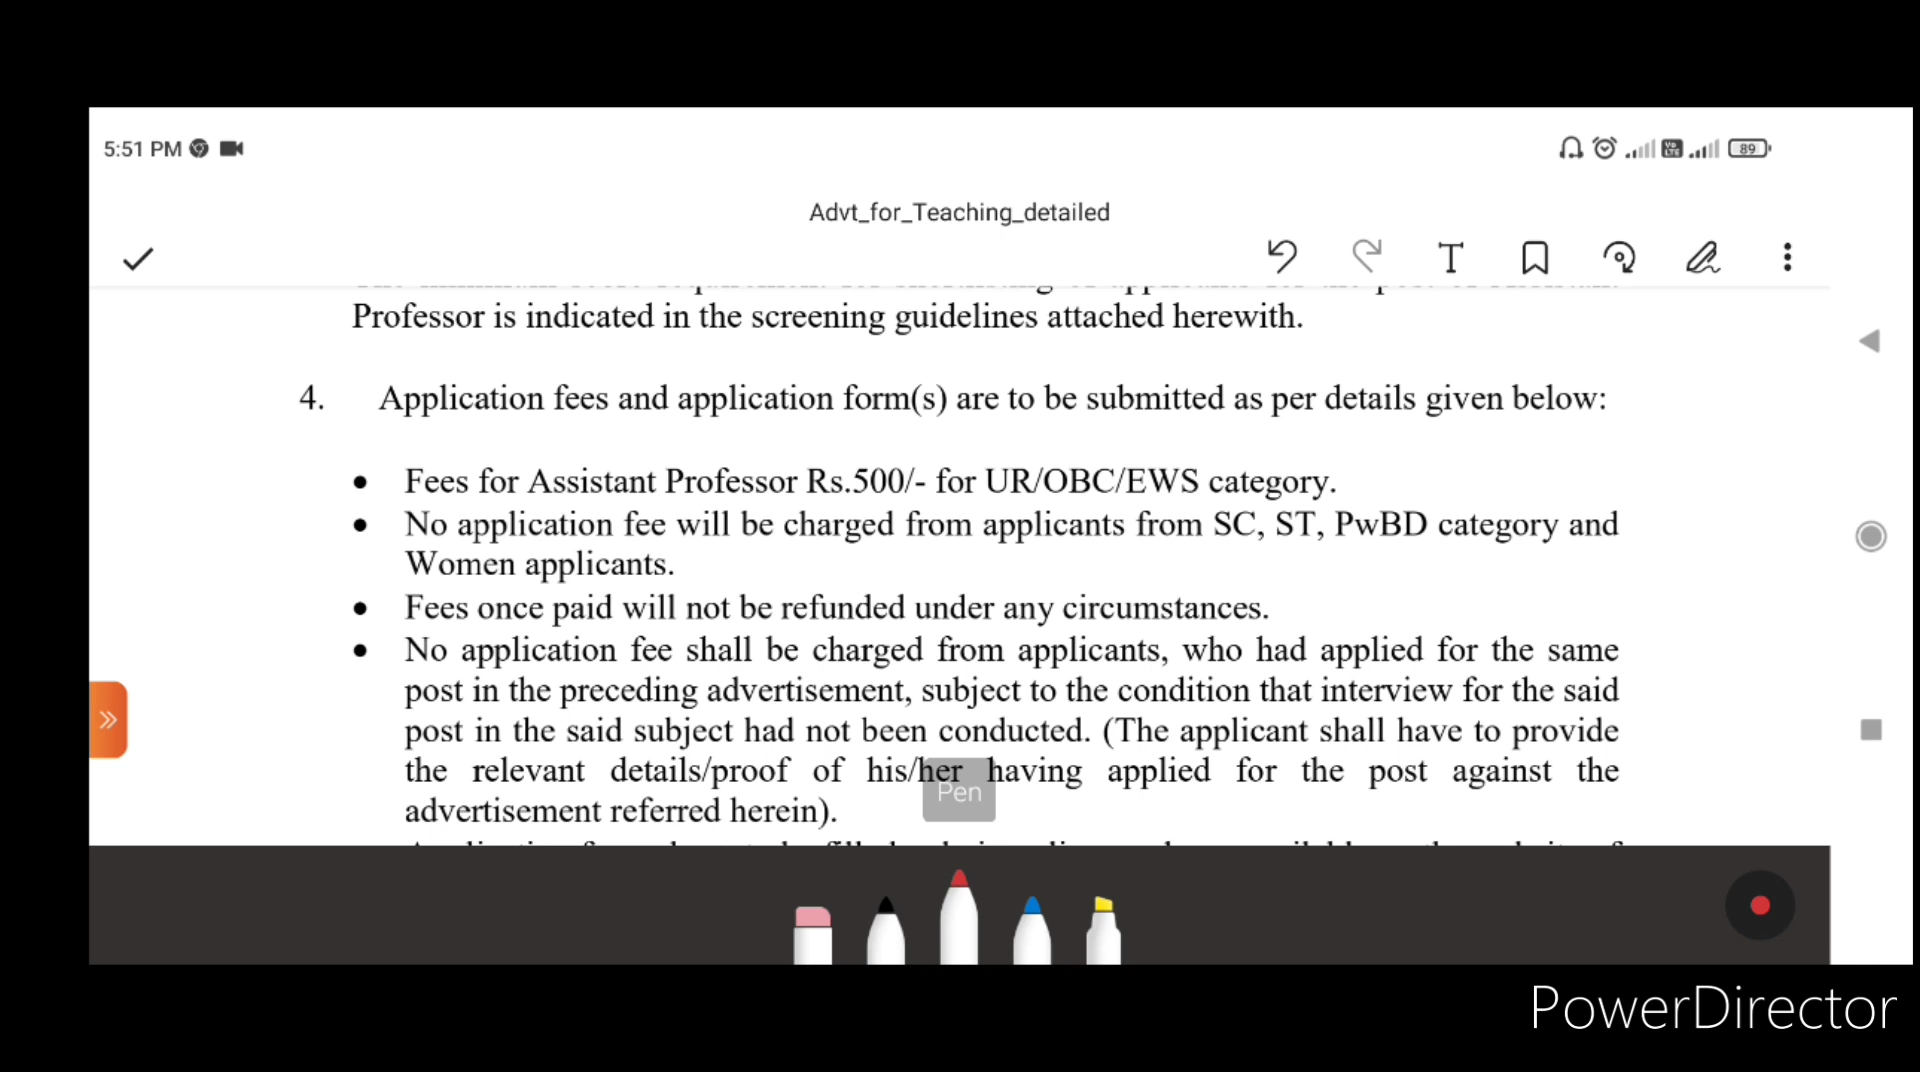 5:51 PM
Vo LTE
89
Advt_for_Teaching_detailed
T
Professor is indicated in the screening guidelines attached herewith.
4. Application fees and application form(s) are to be submitted as per details given below:
• Fees for Assistant Professor Rs.500/- for UR/OBC/EWS category.
• No application fee will be charged from applicants from SC, ST, PwBD category and
Women applicants.
• Fees once paid will not be refunded under any circumstances.
• No application fee shall be charged from applicants, who had applied for the same
post in the preceding advertisement, subject to the condition that interview for the said
post in the said subject had not been conducted. (The applicant shall have to provide
the relevant details/proof of his/her having applied for the post against the
advertisement referred herein).
Pen
PowerDirector